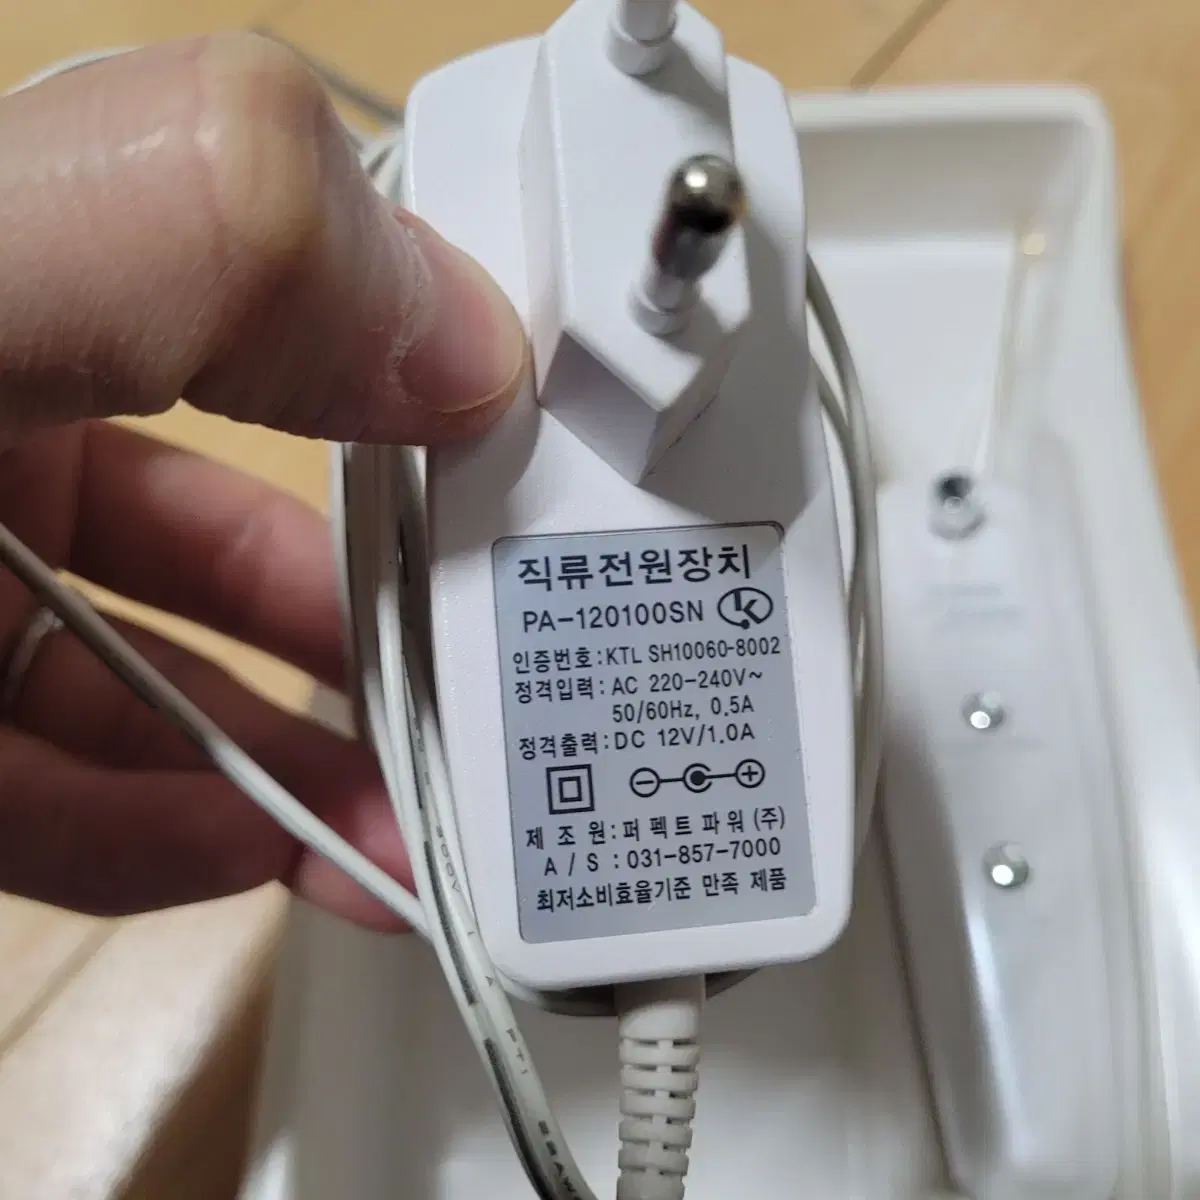 직류전원장치
PA-120100SN
인증번호:KTL SH10060-8002
정격입력:AC 220-240V~
50/60Hz, 0.5A
정격출력:DC 12V/1.0A
제 조 원:퍼펙트파워(주)
A / S :031-857-7000
최저소비효율기준 만족 제품